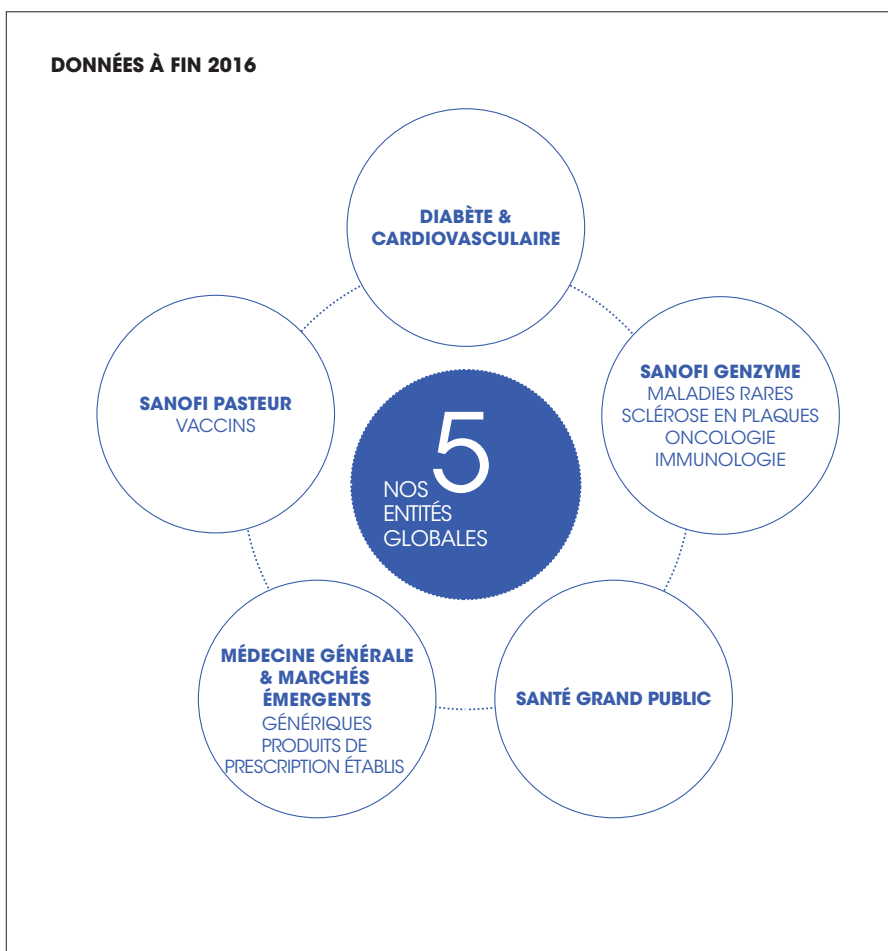 DONNÉES À FIN 2016
DIABÈTE &
CARDIOVASCULAIRE
SANOFI PASTEUR
VACCINS
SANOFI GENZYME
MALADIES RARES
SCLÉROSE EN PLAQUES
ONCOLOGIE
IMMUNOLOGIE
5
NOS
ENTITÉS
GLOBALES
MÉDECINE GÉNÉRALE
& MARCHÉS
ÉMERGENTS
GÉNÉRIQUES
PRODUITS DE
PRESCRIPTION ÉTABLIS
SANTÉ GRAND PUBLIC